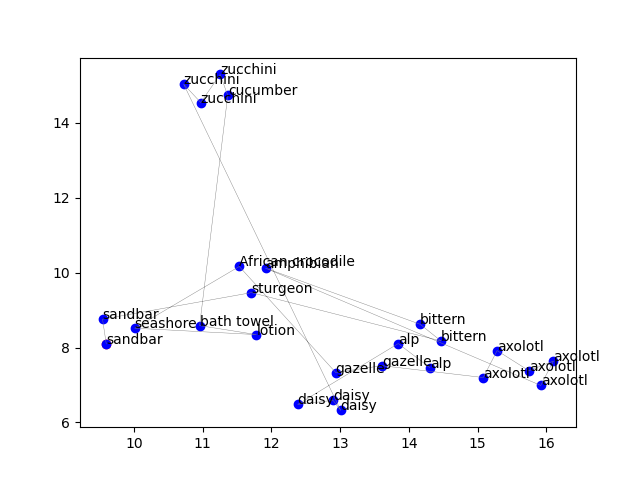 zucchini
zucchini
cucumber
zucchini
African crocodile
amphibian
sturgeon
sandbar
seashore
bath towel
lotion
sandbar
bittern
bittern
alp
axolotl
gazelle
gazelle
alp
axolotl
axolotl
axolotl
axolotl
daisy
daisy
daisy
14
12
10
8
6
10
11
12
13
14
15
16